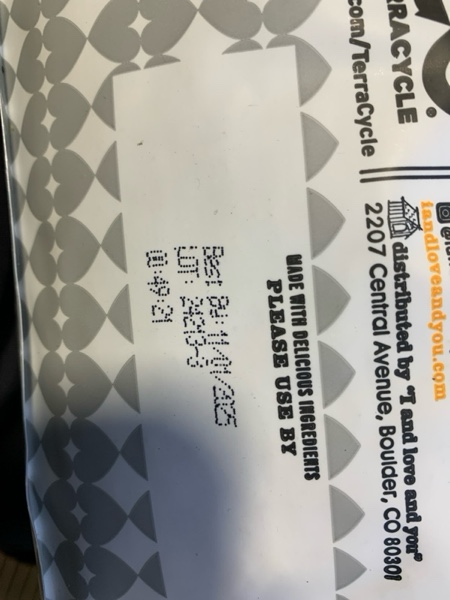 RRACYCLE
com/TerraCycle
iandloveandyou.com
distributed by "I and love and you"
2207 Central Avenue, Boulder, CO 80301
MADE WITH DELICIOUS INGREDIENTS
PLEASE USE BY
Best By:11/01/2025